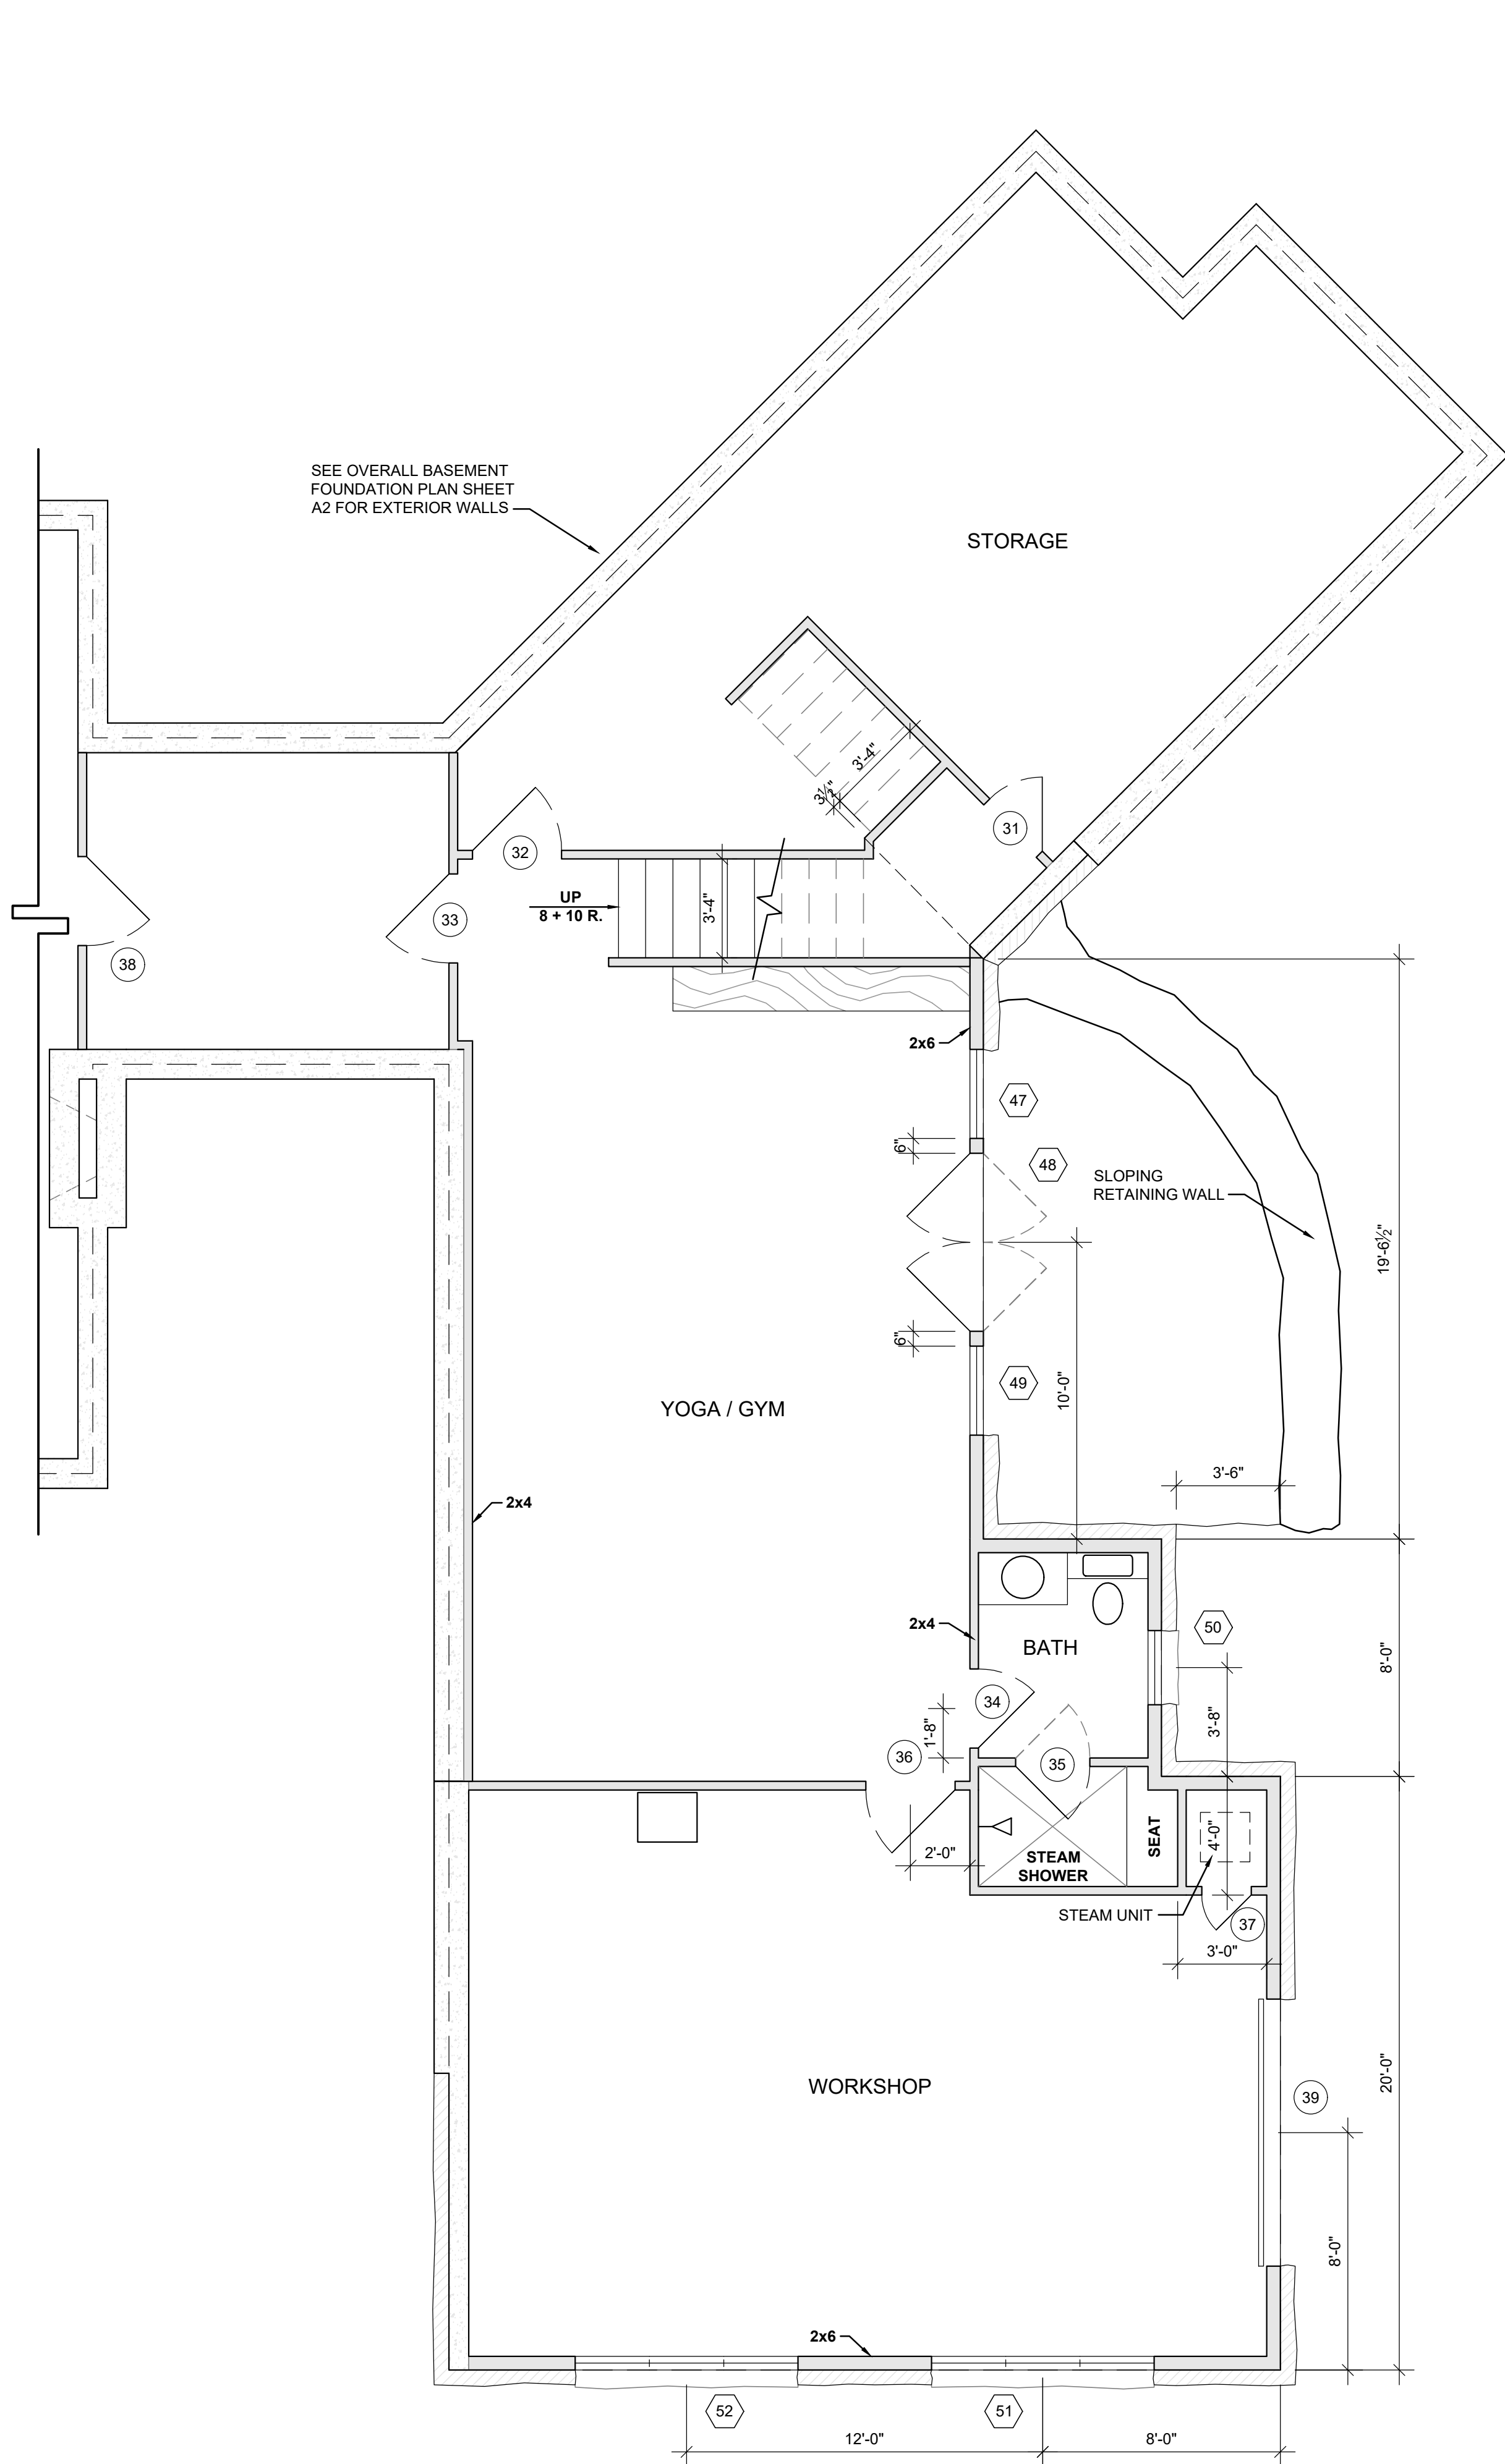 SEE OVERALL BASEMENT
FOUNDATION PLAN SHEET
A2 FOR EXTERIOR WALLS
STORAGE
3'-4"
3½"
31
32
UP
8 + 10 R.
3'-4"
33
38
2x6
47
6"
48
SLOPING
RETAINING WALL
19'-6½"
6"
49
10'-0"
YOGA / GYM
3'-6"
2x4
2x4
BATH
50
8'-0"
34
1'-8"
3'-8"
36
35
2'-0"
STEAM
SHOWER
SEAT
4'-0"
STEAM UNIT
37
3'-0"
WORKSHOP
39
20'-0"
8'-0"
2x6
52
51
12'-0"
8'-0"